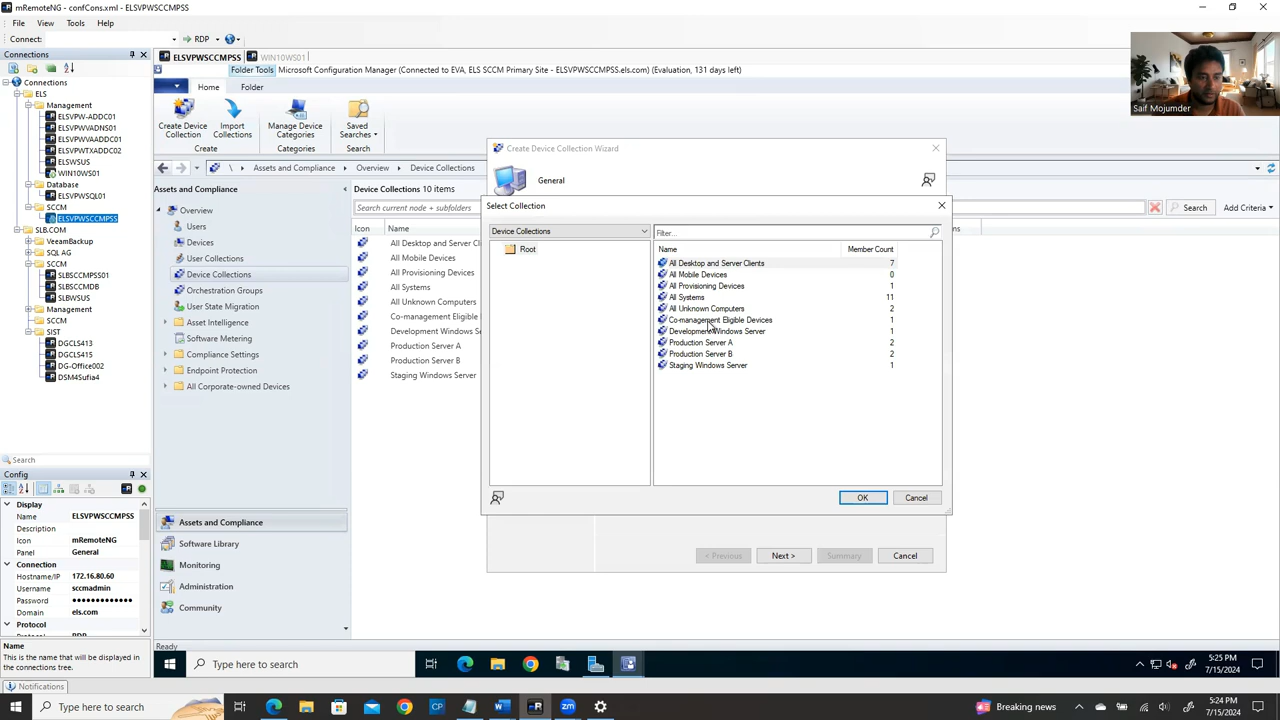 mRemoteNG - confCons.xml - ELSVPWSCCMPSS
File View Tools Help
Connect: RDP
Connections
Connections
ELS
Management
ELSVPW-ADDC01
ELSVPWVADNS01
ELSVPWVAADDC01
ELSVPWTXADDC02
ELSWSUS
WIN10WS01
Database
ELSVPWSQL01
SCCM
ELSVPWSCCMPSS
SLB.COM
VeeamBackup
SQL AG
SCCM
SLBSCCMPSS01
SLBSCCMDB
SLBWSUS
Management
SCCM
SIST
DGCLS413
DGCLS415
DG-Office002
DSM4Sufia4
Search
Config
Display
Name ELSVPWSCCMPSS
Description
Icon mRemoteNG
Panel General
Connection
Hostname/IP 172.16.80.60
Username sccmadmin
Password ●●●●●●●●●●●●●
Domain els.com
Protocol
Name
This is the name that will be displayed in
the connections tree.
Notifications
ELSVPWSCCMPSS WIN10WS01
Folder Tools Microsoft Configuration Manager (Connected to EVA, ELS SCCM Primary Site - ELSVPWSCCMPSS.els.com) (Evaluation, 131 days left)
Home Folder
Create Device
Collection
Import
Collections
Manage Device
Categories
Saved
Searches
Create Categories Search
\ Assets and Compliance Overview Device Collections
Assets and Compliance
Overview
Users
Devices
User Collections
Device Collections
Orchestration Groups
User State Migration
Asset Intelligence
Software Metering
Compliance Settings
Endpoint Protection
All Corporate-owned Devices
Assets and Compliance
Software Library
Monitoring
Administration
Community
Device Collections 10 items
Search current node + subfolders
Search Add Criteria
Icon Name
All Desktop and Server Cl
All Mobile Devices
All Provisioning Devices
All Systems
All Unknown Computers
Co-management Eligible
Development Windows Se
Production Server A
Production Server B
Staging Windows Server
Create Device Collection Wizard
General
Select Collection
Device Collections
Root
Filter...
Name Member Count
All Desktop and Server Clients 7
All Mobile Devices 0
All Provisioning Devices 1
All Systems 11
All Unknown Computers 2
Co-management Eligible Devices 1
Development Windows Server 1
Production Server A 2
Production Server B 2
Staging Windows Server 1
OK Cancel
< Previous Next > Summary Cancel
Saif Mojumder
Ready
Type here to search
5:25 PM
7/15/2024
Type here to search
Breaking news
5:24 PM
7/15/2024